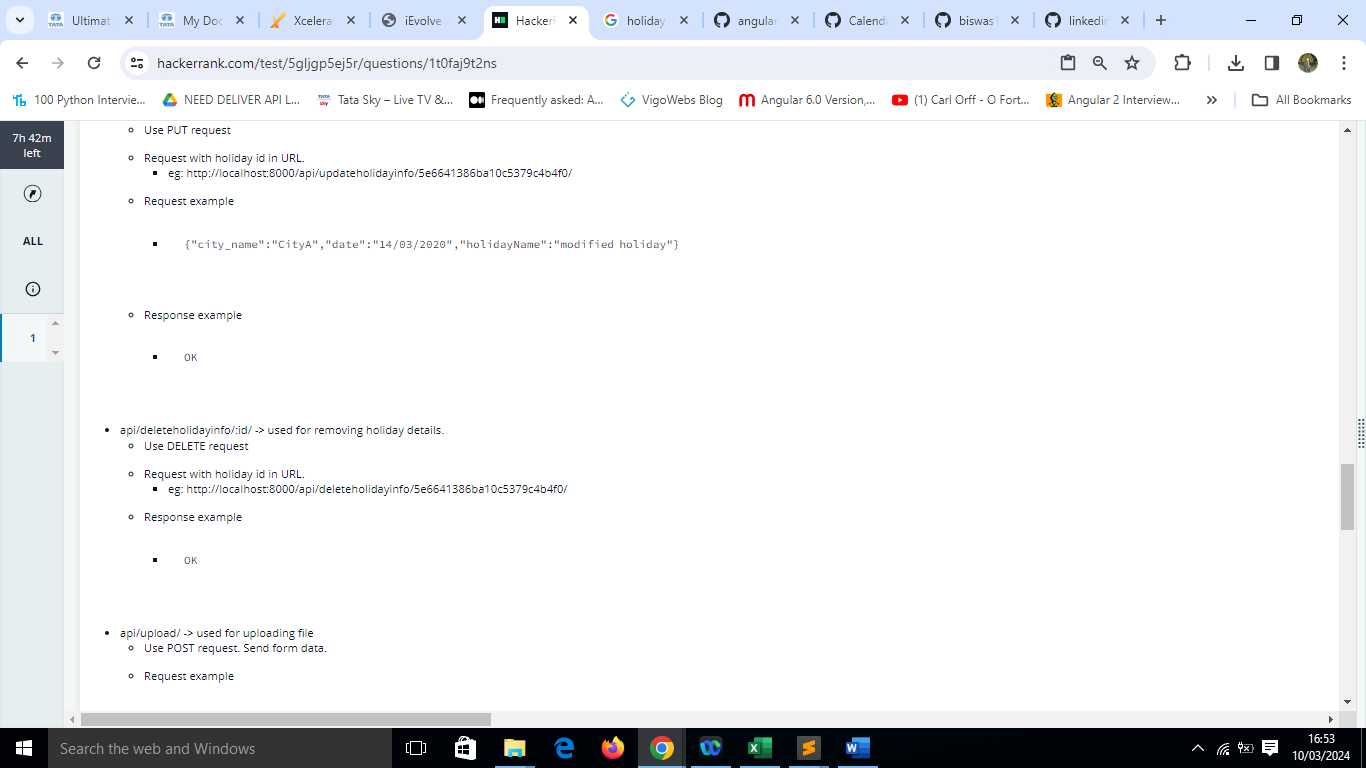 Ultimat
My Doc
Xcelera
iEvolve
HackerR
holiday
angular
Calenda
biswas1
linkedin
hackerrank.com/test/5gljgp5ej5r/questions/1t0faj9t2ns
100 Python Intervie...
NEED DELIVER API L...
Tata Sky – Live TV &...
Frequently asked: A...
VigoWebs Blog
Angular 6.0 Version,...
(1) Carl Orff - O Fort...
Angular 2 Interview...
All Bookmarks
7h 42m
left
ALL
1
Use PUT request
Request with holiday id in URL.
eg: http://localhost:8000/api/updateholidayinfo/5e6641386ba10c5379c4b4f0/
Request example
{"city_name":"CityA","date":"14/03/2020","holidayName":"modified holiday"}
Response example
OK
api/deleteholidayinfo/:id/ -> used for removing holiday details.
Use DELETE request
Request with holiday id in URL.
eg: http://localhost:8000/api/deleteholidayinfo/5e6641386ba10c5379c4b4f0/
Response example
OK
api/upload/ -> used for uploading file
Use POST request. Send form data.
Request example
Search the web and Windows
16:53
10/03/2024